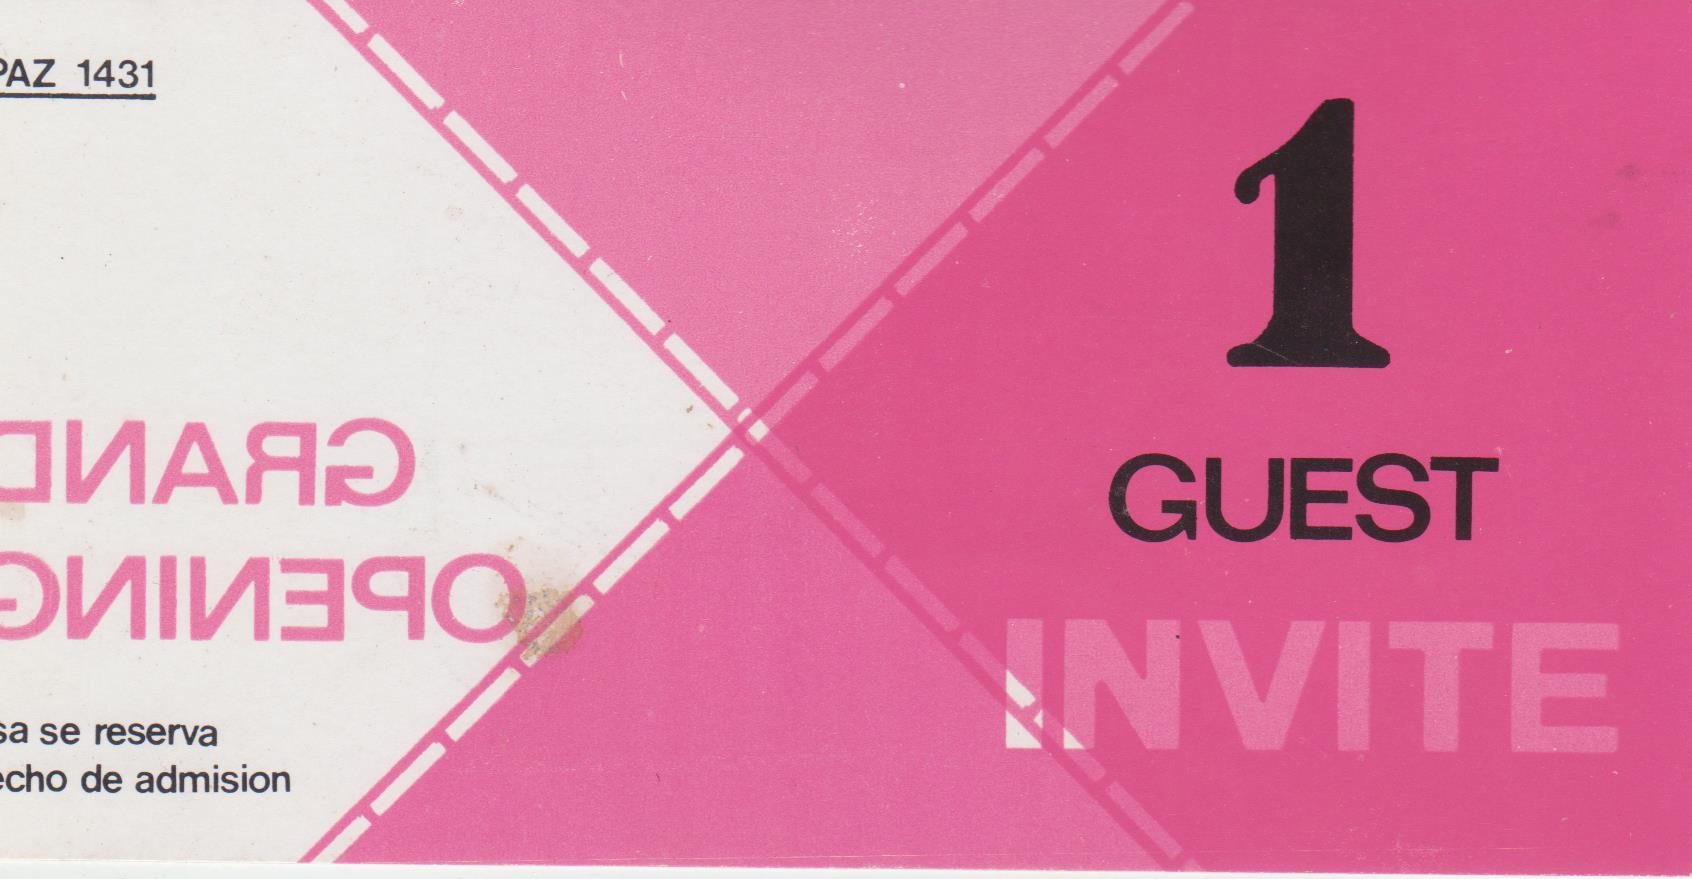 PAZ 1431
1
GUEST
GRAND
OPENING
INVITE
sa se reserva
echo de admision